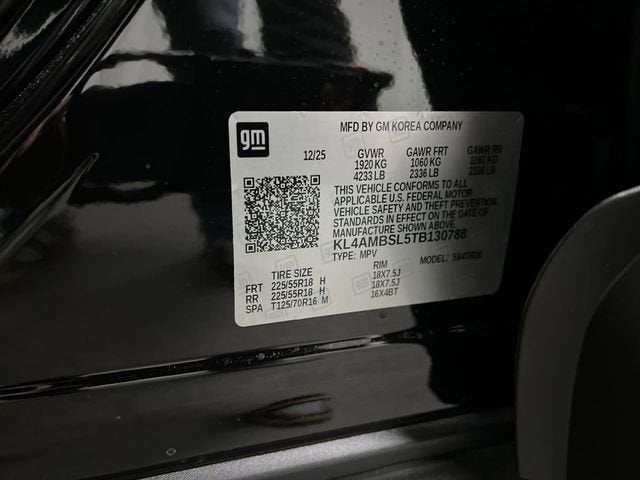 gm
MFD BY GM KOREA COMPANY
12/25 GVWR GAWR FRT GAWR RR
1920 KG 1060 KG 1060 KG
4233 LB 2336 LB 2336 LB
THIS VEHICLE CONFORMS TO ALL
APPLICABLE U.S. FEDERAL MOTOR
VEHICLE SAFETY AND THEFT PREVENTION
STANDARDS IN EFFECT ON THE DATE OF
MANUFACTURE SHOWN ABOVE.
KL4AMBSL5TB130788
TYPE: MPV MODEL: 584TR26
TIRE SIZE RIM
FRT 225/55R18 H 18X7.5J
RR 225/55R18 H 18X7.5J
SPA T125/70R16 M 16X4BT